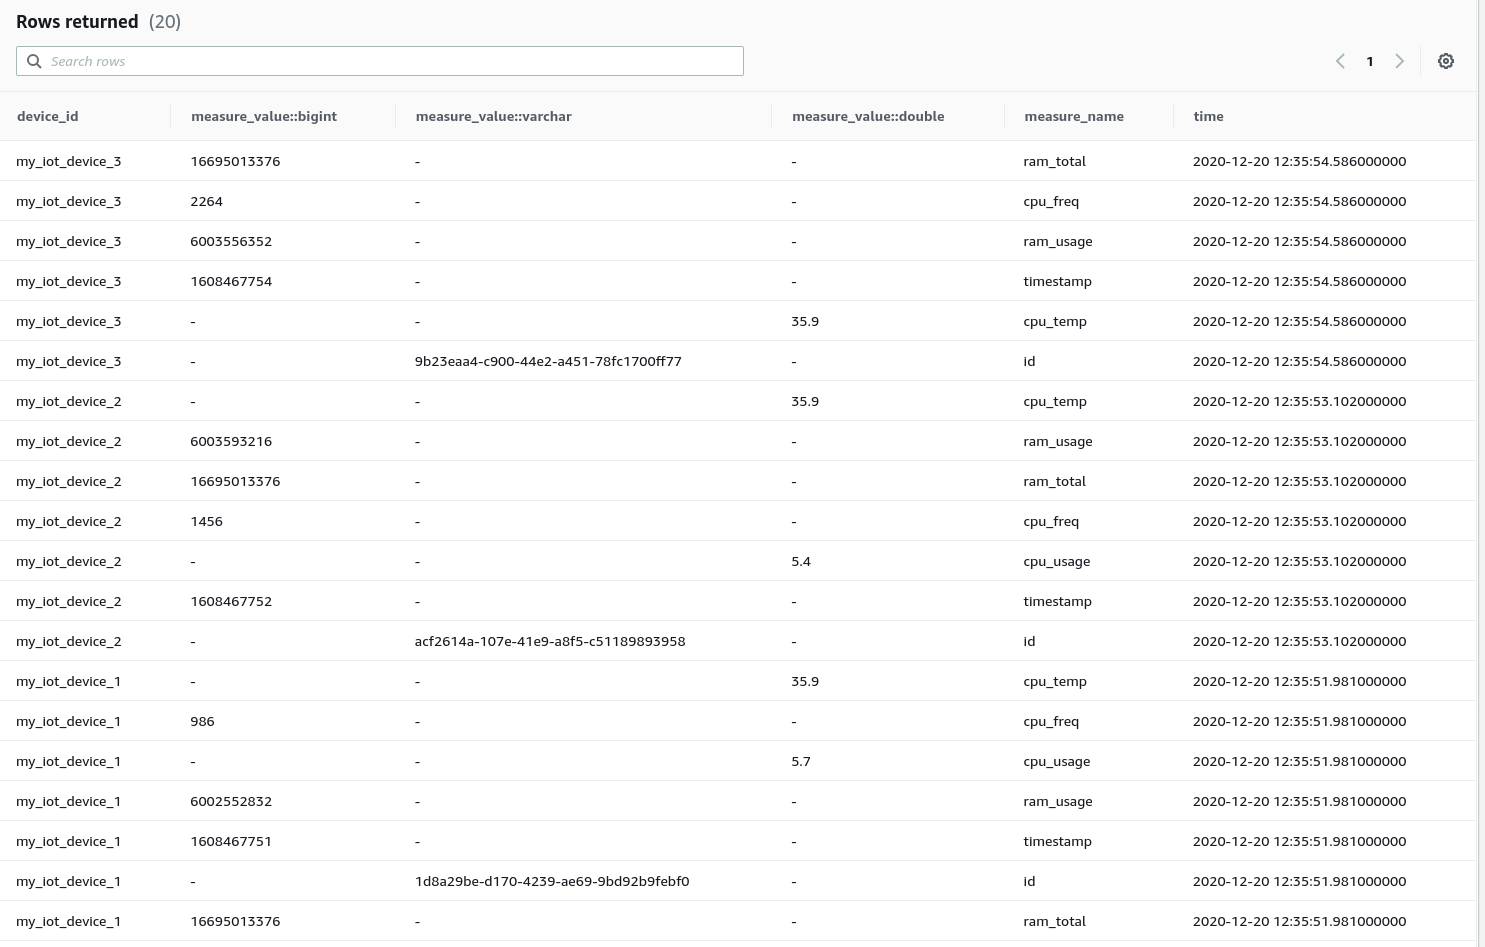 Rows returned (20)
Search rows
1
device_id measure_value::bigint measure_value::varchar measure_value::double measure_name time
my_iot_device_3 16695013376 - - ram_total 2020-12-20 12:35:54.586000000
my_iot_device_3 2264 - - cpu_freq 2020-12-20 12:35:54.586000000
my_iot_device_3 6003556352 - - ram_usage 2020-12-20 12:35:54.586000000
my_iot_device_3 1608467754 - - timestamp 2020-12-20 12:35:54.586000000
my_iot_device_3 - - 35.9 cpu_temp 2020-12-20 12:35:54.586000000
my_iot_device_3 - 9b23eaa4-c900-44e2-a451-78fc1700ff77 - id 2020-12-20 12:35:54.586000000
my_iot_device_2 - - 35.9 cpu_temp 2020-12-20 12:35:53.102000000
my_iot_device_2 6003593216 - - ram_usage 2020-12-20 12:35:53.102000000
my_iot_device_2 16695013376 - - ram_total 2020-12-20 12:35:53.102000000
my_iot_device_2 1456 - - cpu_freq 2020-12-20 12:35:53.102000000
my_iot_device_2 - - 5.4 cpu_usage 2020-12-20 12:35:53.102000000
my_iot_device_2 1608467752 - - timestamp 2020-12-20 12:35:53.102000000
my_iot_device_2 - acf2614a-107e-41e9-a8f5-c51189893958 - id 2020-12-20 12:35:53.102000000
my_iot_device_1 - - 35.9 cpu_temp 2020-12-20 12:35:51.981000000
my_iot_device_1 986 - - cpu_freq 2020-12-20 12:35:51.981000000
my_iot_device_1 - - 5.7 cpu_usage 2020-12-20 12:35:51.981000000
my_iot_device_1 6002552832 - - ram_usage 2020-12-20 12:35:51.981000000
my_iot_device_1 1608467751 - - timestamp 2020-12-20 12:35:51.981000000
my_iot_device_1 - 1d8a29be-d170-4239-ae69-9bd92b9febf0 - id 2020-12-20 12:35:51.981000000
my_iot_device_1 16695013376 - - ram_total 2020-12-20 12:35:51.981000000